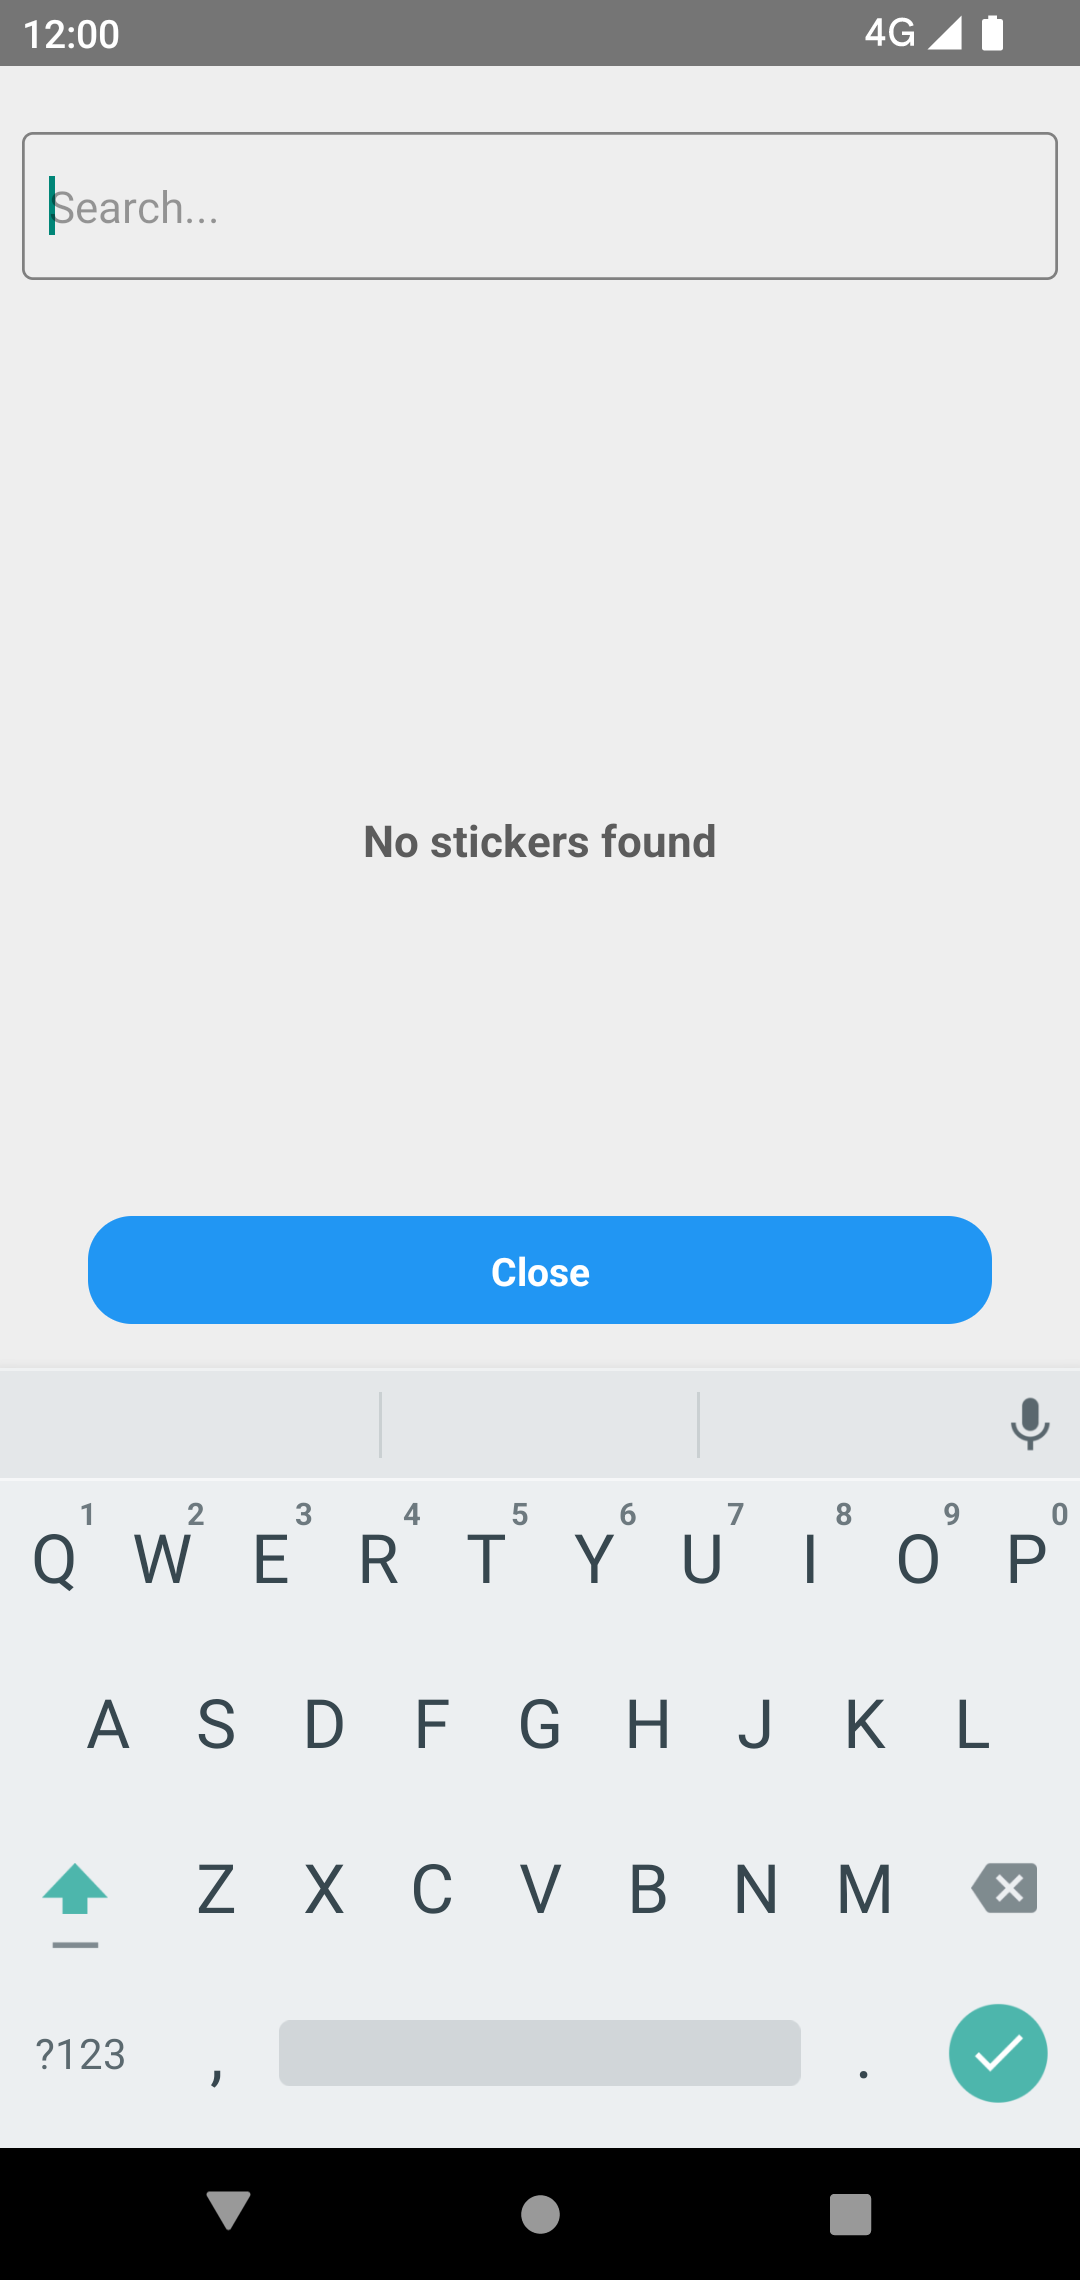 12:00 4G
Search...
No stickers found
Close
1 2 3 4 5 6 7 8 9 0
Q W E R T Y U I O P
A S D F G H J K L
Z X C V B N M
?123 , .